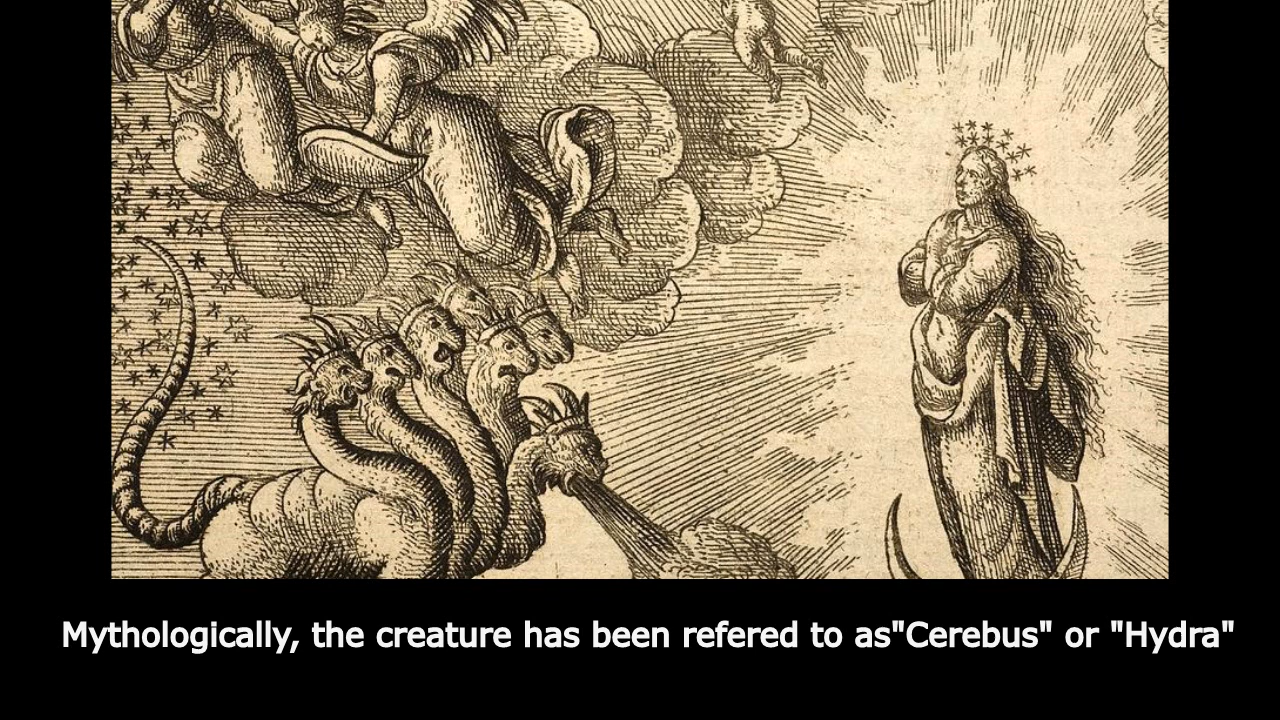 Mythologically, the creature has been refered to as"Cerebus" or "Hydra"